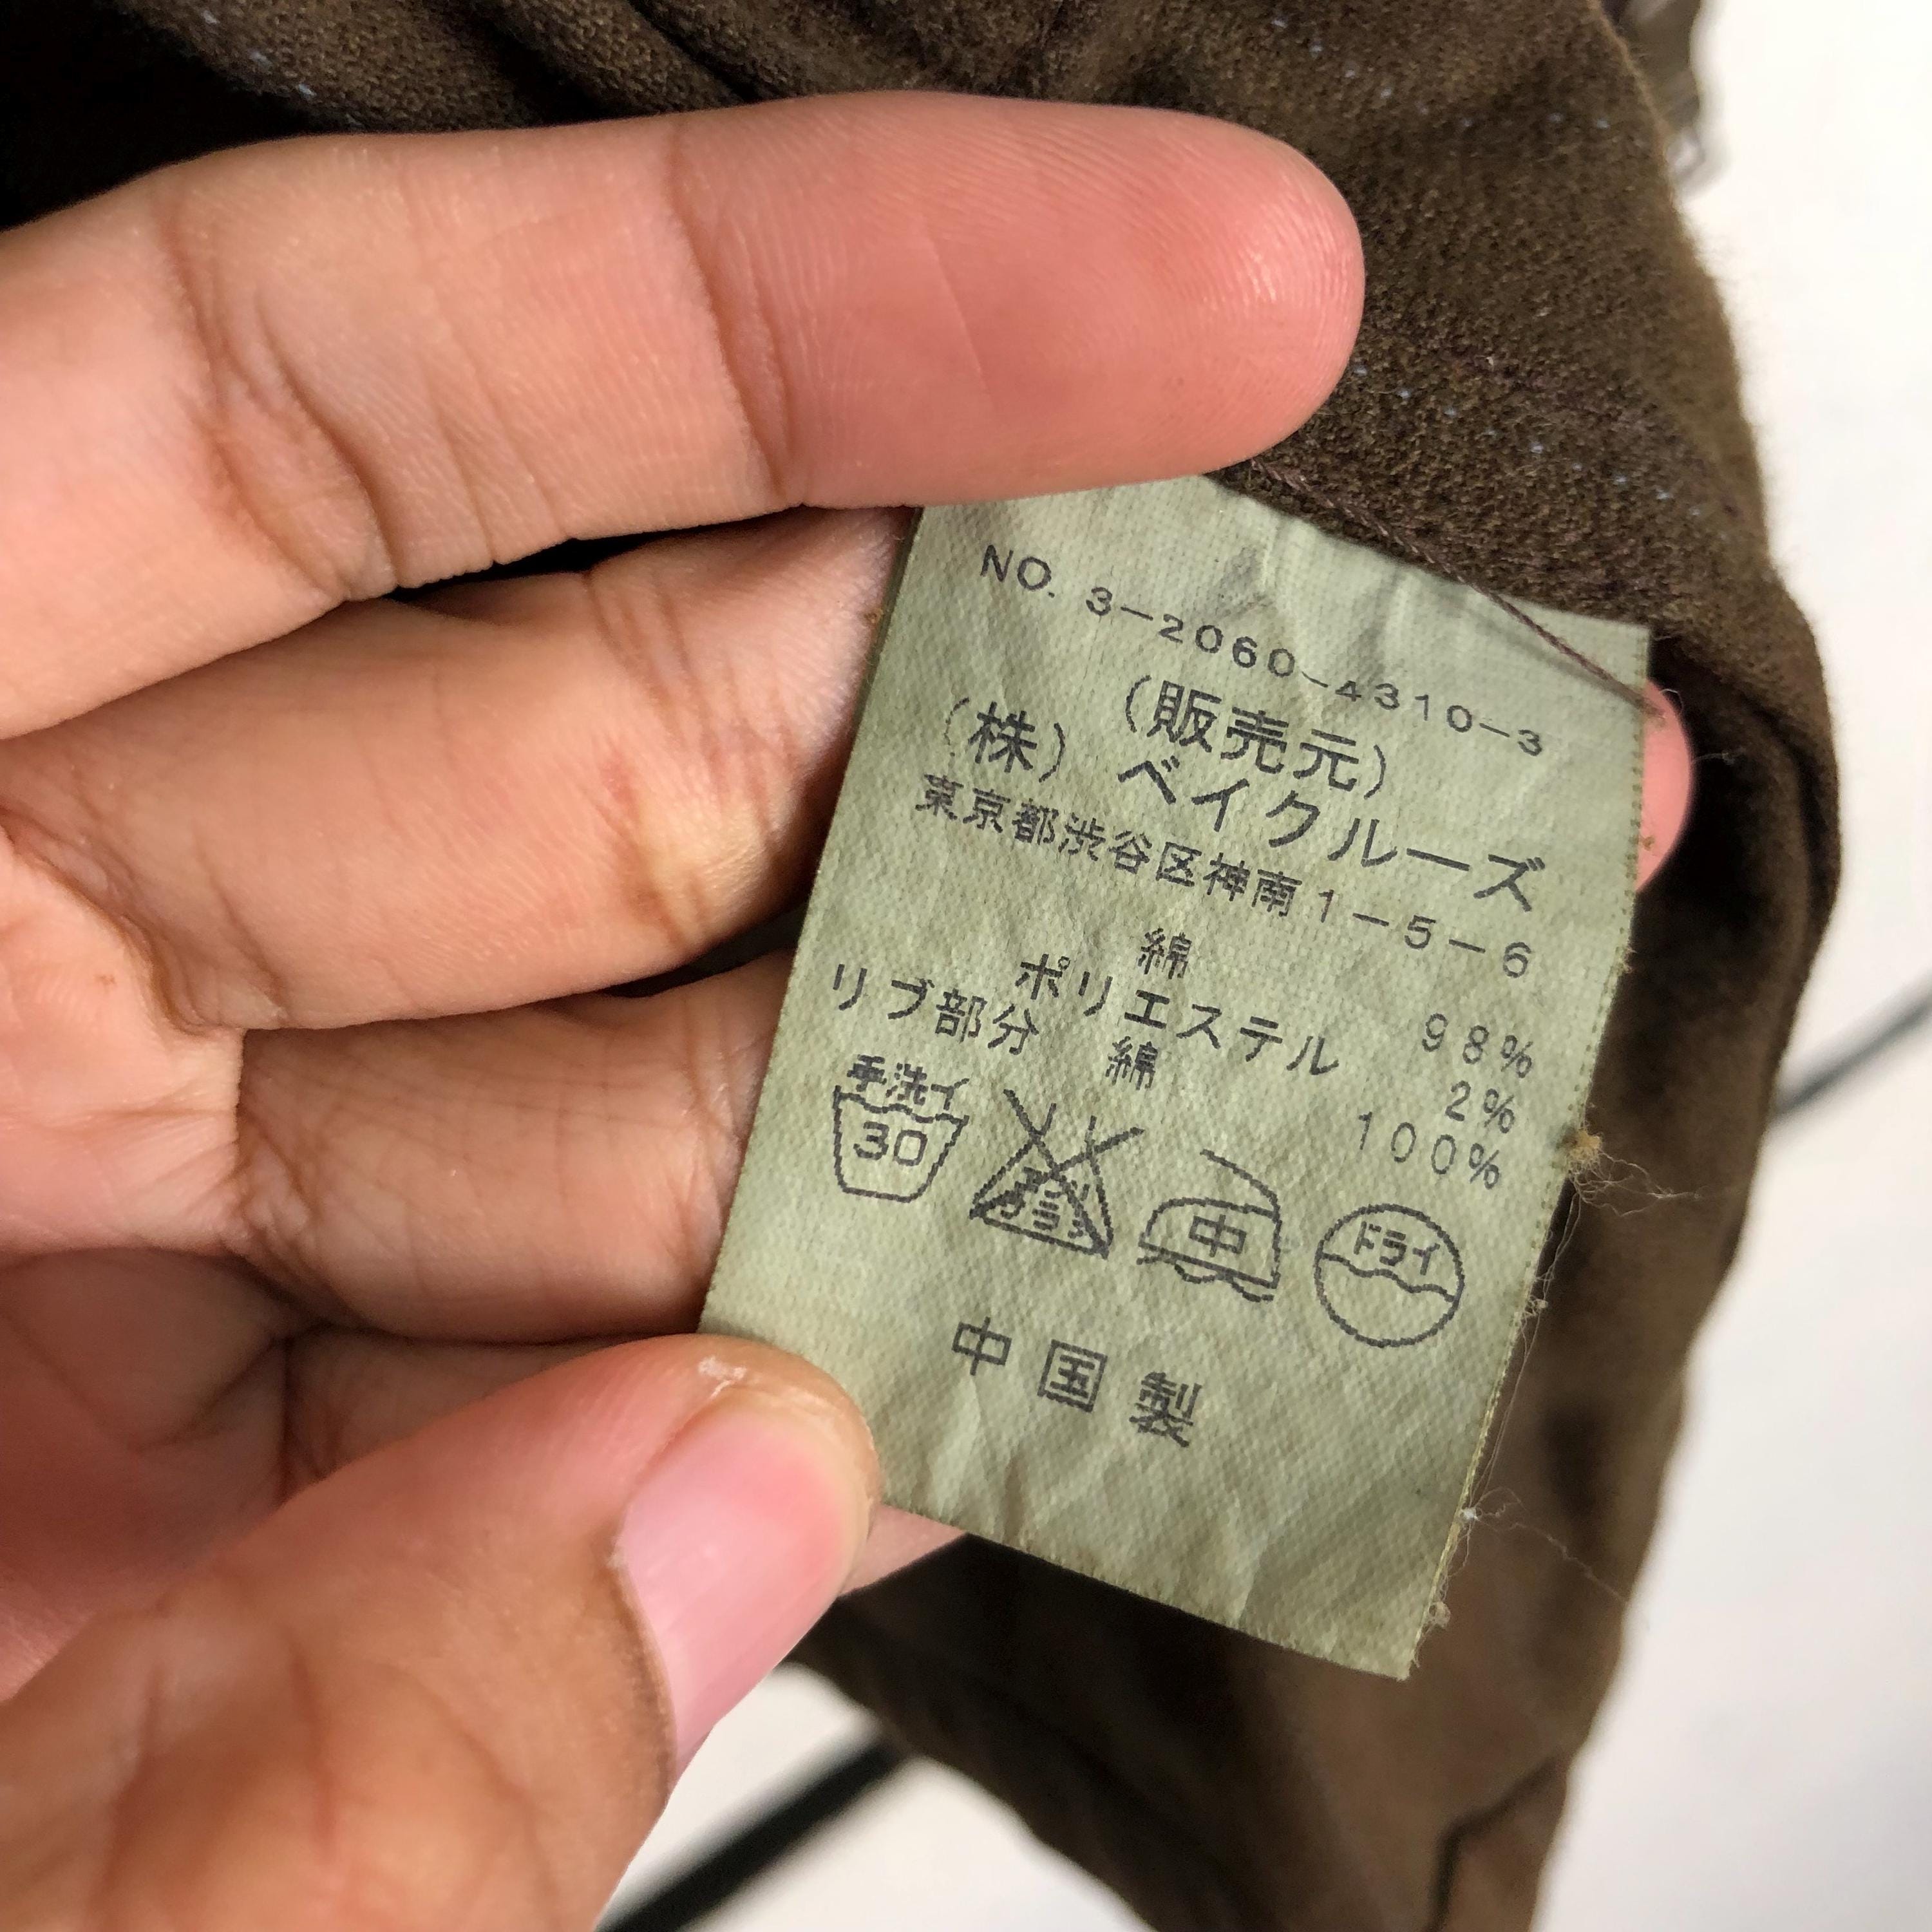 NO. 3-2060-4310-3
(販売元)
(株) ベイクルーズ
東京都渋谷区神南1-5-6
綿 98%
ポリエステル 2%
リブ部分 綿 100%
手洗イ 30
中
ドライ
中国製